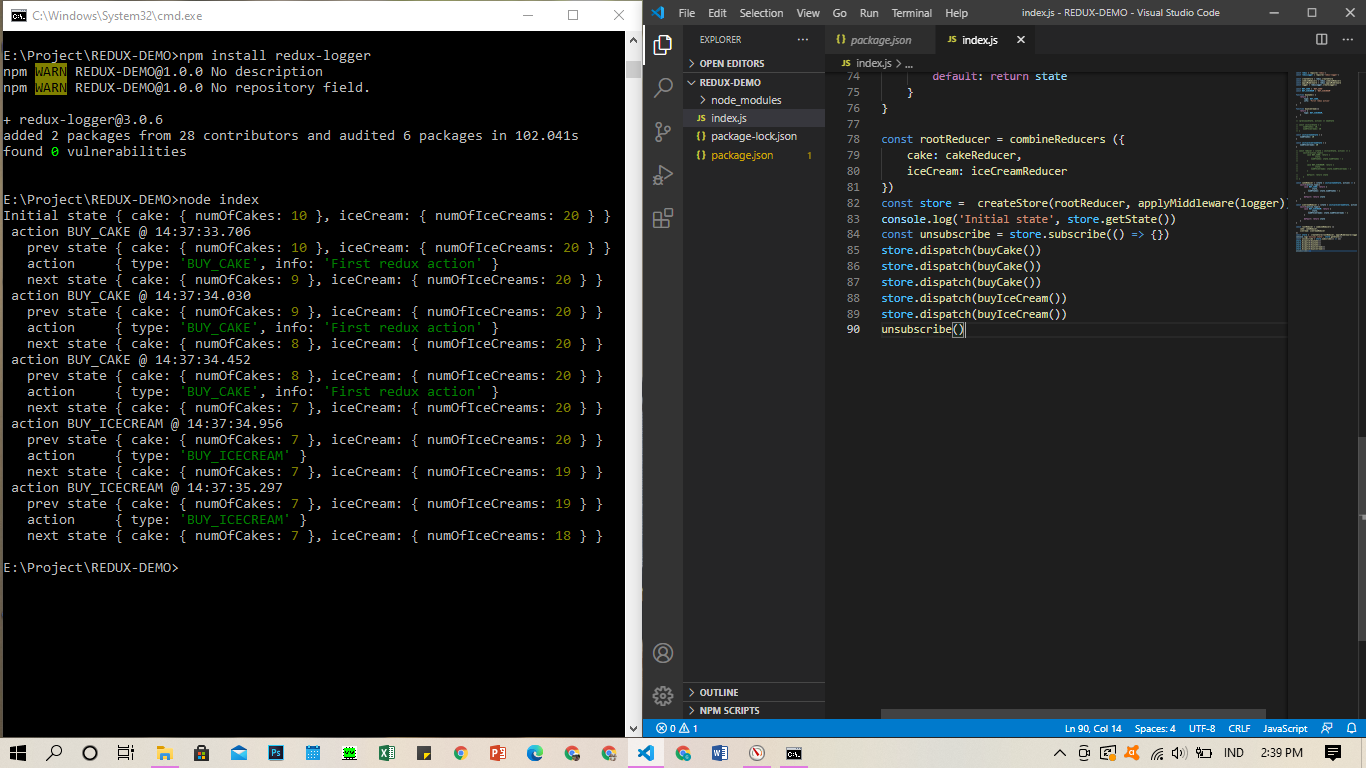 C:\Windows\System32\cmd.exe
E:\Project\REDUX-DEMO>npm install redux-logger
npm WARN REDUX-DEMO@1.0.0 No description
npm WARN REDUX-DEMO@1.0.0 No repository field.
+ redux-logger@3.0.6
added 2 packages from 28 contributors and audited 6 packages in 102.041s
found 0 vulnerabilities
E:\Project\REDUX-DEMO>node index
Initial state { cake: { numOfCakes: 10 }, iceCream: { numOfIceCreams: 20 } }
action BUY_CAKE @ 14:37:33.706
prev state { cake: { numOfCakes: 10 }, iceCream: { numOfIceCreams: 20 } }
action { type: 'BUY_CAKE', info: 'First redux action' }
next state { cake: { numOfCakes: 9 }, iceCream: { numOfIceCreams: 20 } }
action BUY_CAKE @ 14:37:34.030
prev state { cake: { numOfCakes: 9 }, iceCream: { numOfIceCreams: 20 } }
action { type: 'BUY_CAKE', info: 'First redux action' }
next state { cake: { numOfCakes: 8 }, iceCream: { numOfIceCreams: 20 } }
action BUY_CAKE @ 14:37:34.452
prev state { cake: { numOfCakes: 8 }, iceCream: { numOfIceCreams: 20 } }
action { type: 'BUY_CAKE', info: 'First redux action' }
next state { cake: { numOfCakes: 7 }, iceCream: { numOfIceCreams: 20 } }
action BUY_ICECREAM @ 14:37:34.956
prev state { cake: { numOfCakes: 7 }, iceCream: { numOfIceCreams: 20 } }
action { type: 'BUY_ICECREAM' }
next state { cake: { numOfCakes: 7 }, iceCream: { numOfIceCreams: 19 } }
action BUY_ICECREAM @ 14:37:35.297
prev state { cake: { numOfCakes: 7 }, iceCream: { numOfIceCreams: 19 } }
action { type: 'BUY_ICECREAM' }
next state { cake: { numOfCakes: 7 }, iceCream: { numOfIceCreams: 18 } }
E:\Project\REDUX-DEMO>
File Edit Selection View Go Run Terminal Help index.js - REDUX-DEMO - Visual Studio Code
EXPLORER ...
OPEN EDITORS
REDUX-DEMO
node_modules
JS index.js
{} package-lock.json
{} package.json 1
OUTLINE
NPM SCRIPTS
{} package.json JS index.js
JS index.js > ...
74 default: return state
75 }
76 }
77
78 const rootReducer = combineReducers ({
79 cake: cakeReducer,
80 iceCream: iceCreamReducer
81 })
82 const store = createStore(rootReducer, applyMiddleware(logger))
83 console.log('Initial state', store.getState())
84 const unsubscribe = store.subscribe(() => {})
85 store.dispatch(buyCake())
86 store.dispatch(buyCake())
87 store.dispatch(buyCake())
88 store.dispatch(buyIceCream())
89 store.dispatch(buyIceCream())
90 unsubscribe()
0 1 Ln 90, Col 14 Spaces: 4 UTF-8 CRLF JavaScript
IND 2:39 PM